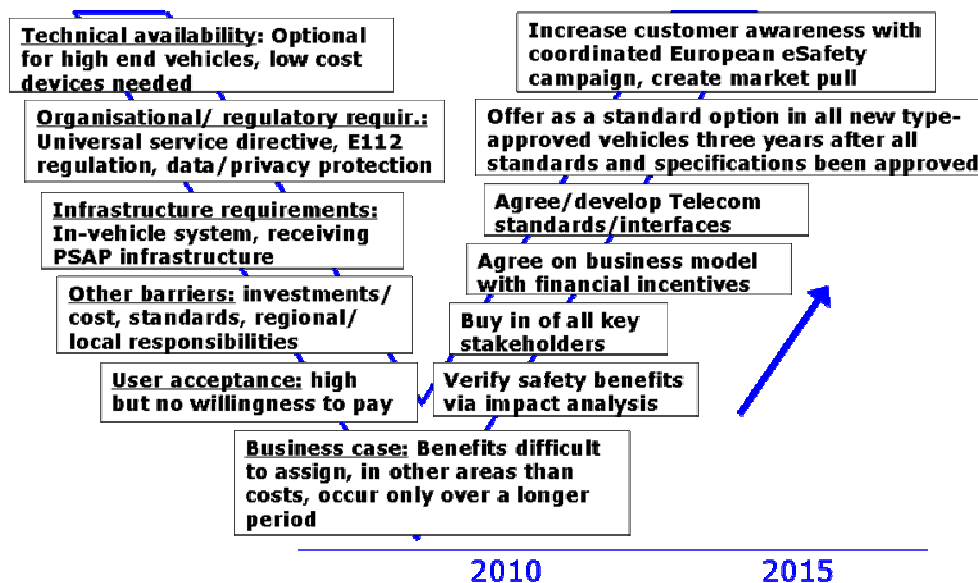 Technical availability: Optional
for high end vehicles, low cost
devices needed
Organisational/ regulatory requir.:
Universal service directive, E112
regulation, data/privacy protection
Infrastructure requirements:
In-vehicle system, receiving
PSAP infrastructure
Other barriers: investments/
cost, standards, regional/
local responsibilities
User acceptance: high
but no willingness to pay
Business case: Benefits difficult
to assign, in other areas than
costs, occur only over a longer
period
Increase customer awareness with
coordinated European eSafety
campaign, create market pull
Offer as a standard option in all new type-
approved vehicles three years after all
standards and specifications been approved
Agree/develop Telecom
standards/interfaces
Agree on business model
with financial incentives
Buy in of all key
stakeholders
Verify safety benefits
via impact analysis
2010
2015